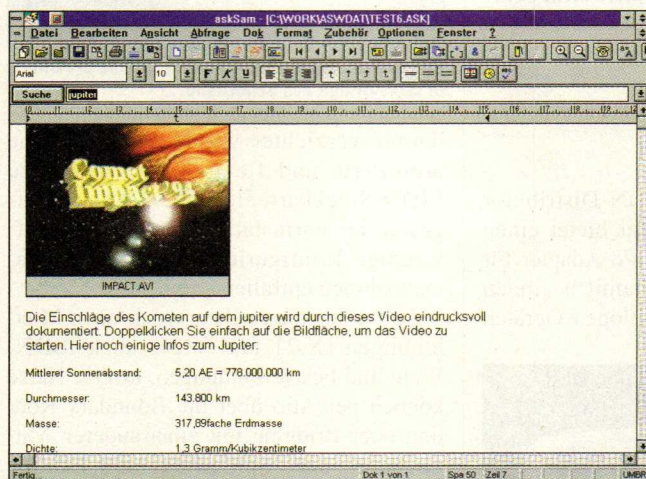 askSam - [C:\WORK\ASWDAT\TEST6.ASK]
Datei Bearbeiten Ansicht Abfrage Dok Format Zubehör Optionen Fenster ?
Arial 10 F K U
Suche jupiter
Comet
Impact 94
IMPACT.AVI
Die Einschläge des Kometen auf dem jupiter wird durch dieses Video eindrucksvoll
dokumentiert. Doppelklicken Sie einfach auf die Bildfläche, um das Video zu
starten. Hier noch einige Infos zum Jupiter:
Mittlerer Sonnenabstand: 5,20 AE = 778.000.000 km
Durchmesser: 143.800 km
Masse: 317,89fache Erdmasse
Dichte: 1,3 Gramm/Kubikzentimeter
Fertig Dok 1 von 1 Spa 50 Zeil 7 UMBR